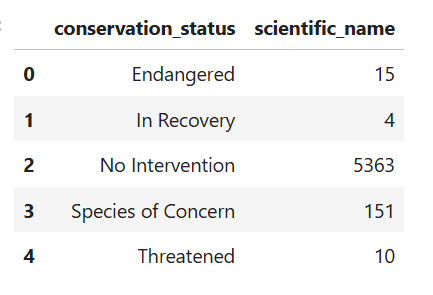 conservation_status scientific_name
0 Endangered 15
1 In Recovery 4
2 No Intervention 5363
3 Species of Concern 151
4 Threatened 10